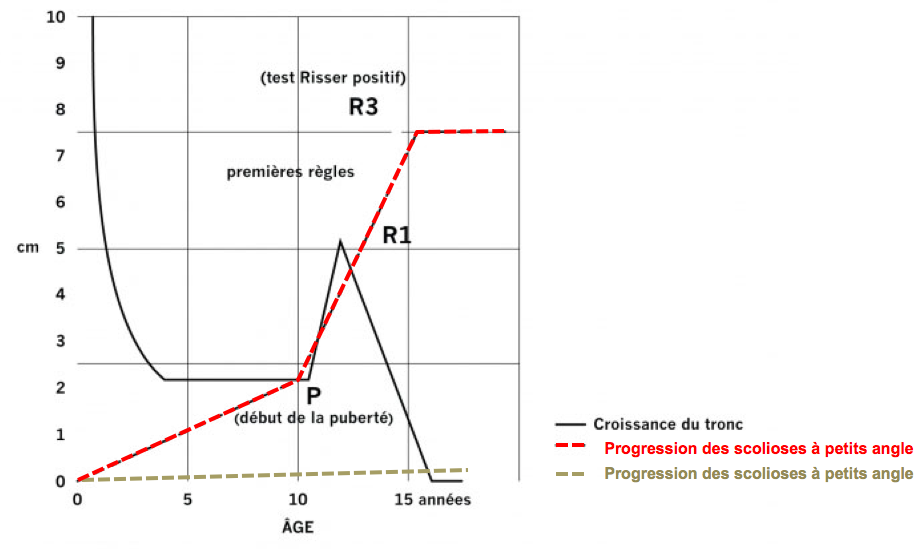 10
9
(test Risser positif)
8
R3
7
premières règles
6
R1
cm 5
4
3
2
P
(début de la puberté)
1
0
0 5 10 15 années
ÂGE
Croissance du tronc
Progression des scolioses à petits angle
Progression des scolioses à petits angle